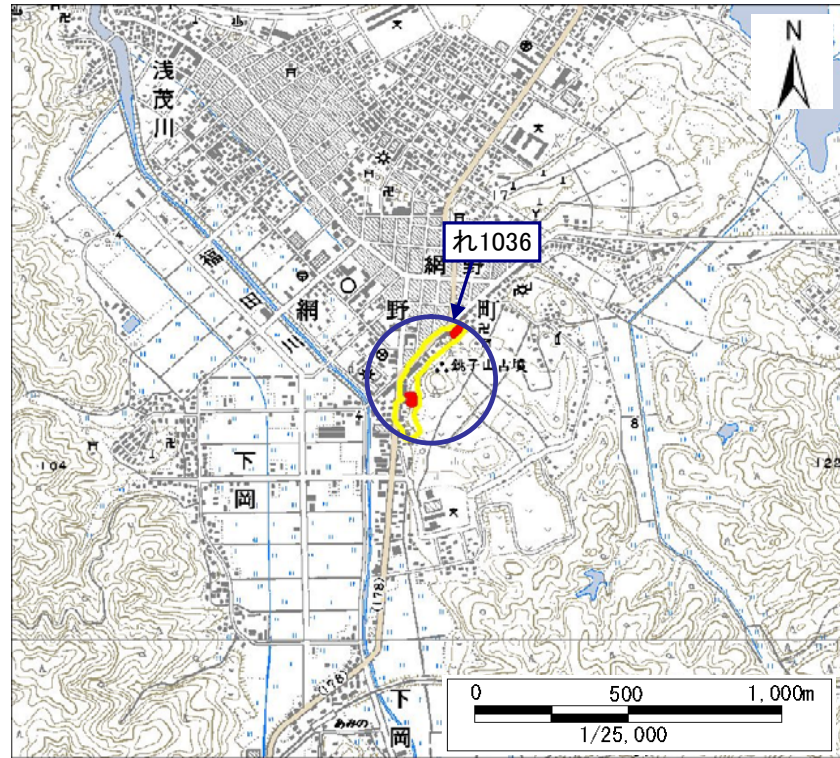 N
浅茂川
17
れ1036
網野
福田川
網野町
銚子山古墳
8
104
122
下岡
(178)
(178)
下岡
あみの
0 500 1,000m
1/25,000